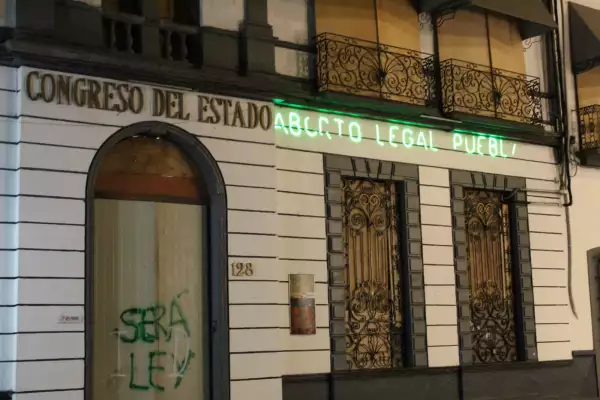 CONGRESO DEL ESTADO
ABORTO LEGAL PUEBLA
128
SERÁ
LEY